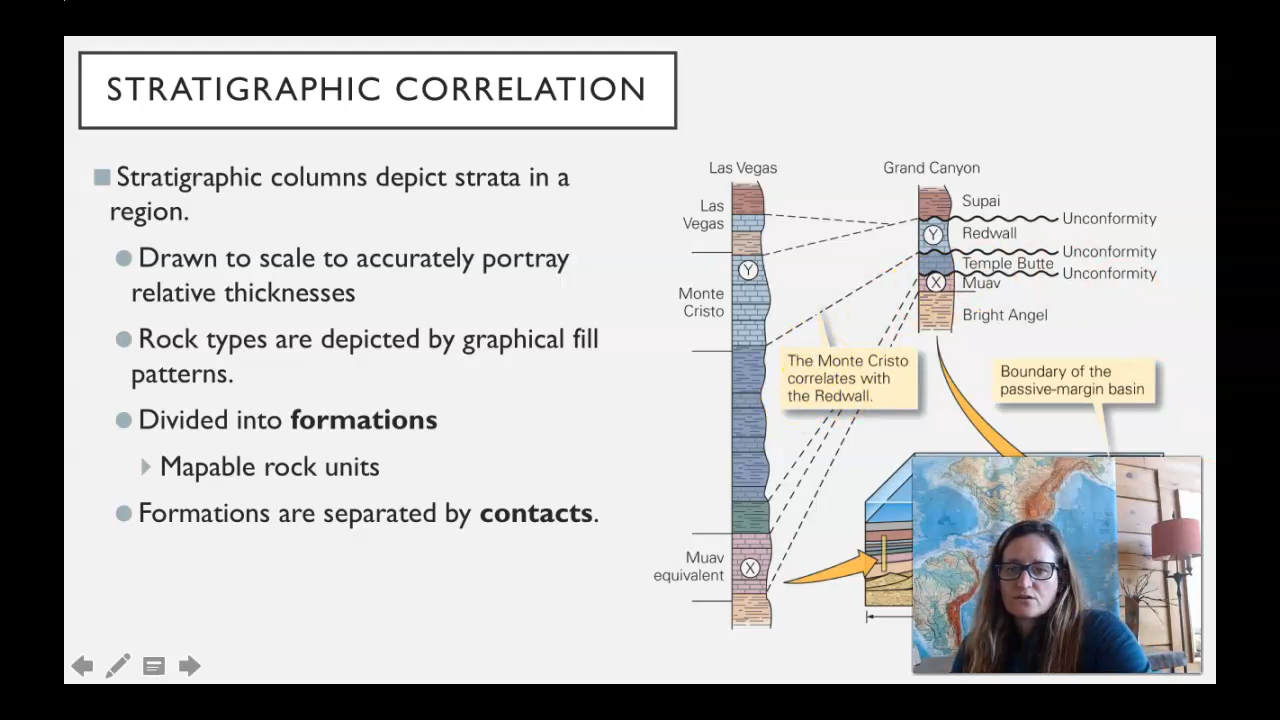 STRATIGRAPHIC CORRELATION
Stratigraphic columns depict strata in a
region.
Drawn to scale to accurately portray
relative thicknesses
Rock types are depicted by graphical fill
patterns.
Divided into formations
Mapable rock units
Formations are separated by contacts.
Las Vegas
Las
Vegas
Y
Monte
Cristo
Muav
equivalent
X
Grand Canyon
Supai
Unconformity
Y
Redwall
Unconformity
Temple Butte
Unconformity
X
Muav
Bright Angel
The Monte Cristo
correlates with
the Redwall.
Boundary of the
passive-margin basin